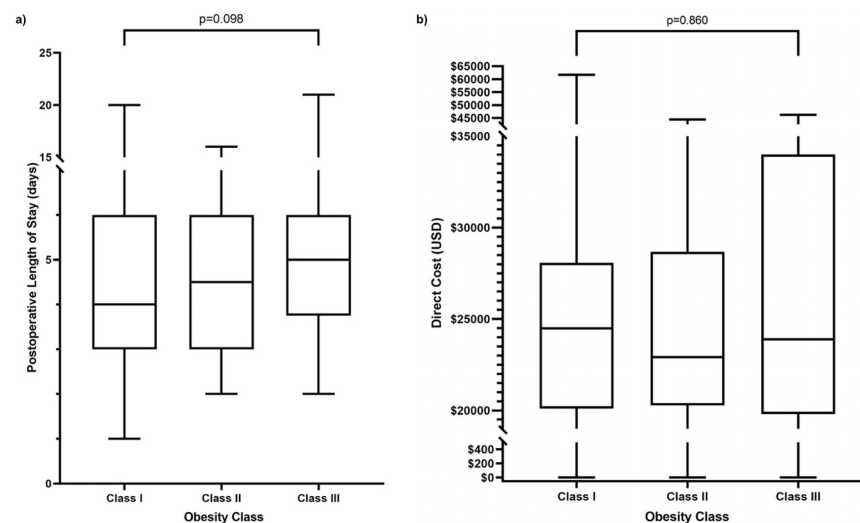 a)
p=0.098
25
20
15
5
0
Postoperative Length of Stay (days)
Class I
Class II
Class III
Obesity Class
b)
p=0.860
$65000
$60000
$55000
$50000
$45000
$35000
$30000
$25000
$20000
$400
$200
$0
Direct Cost (USD)
Class I
Class II
Class III
Obesity Class